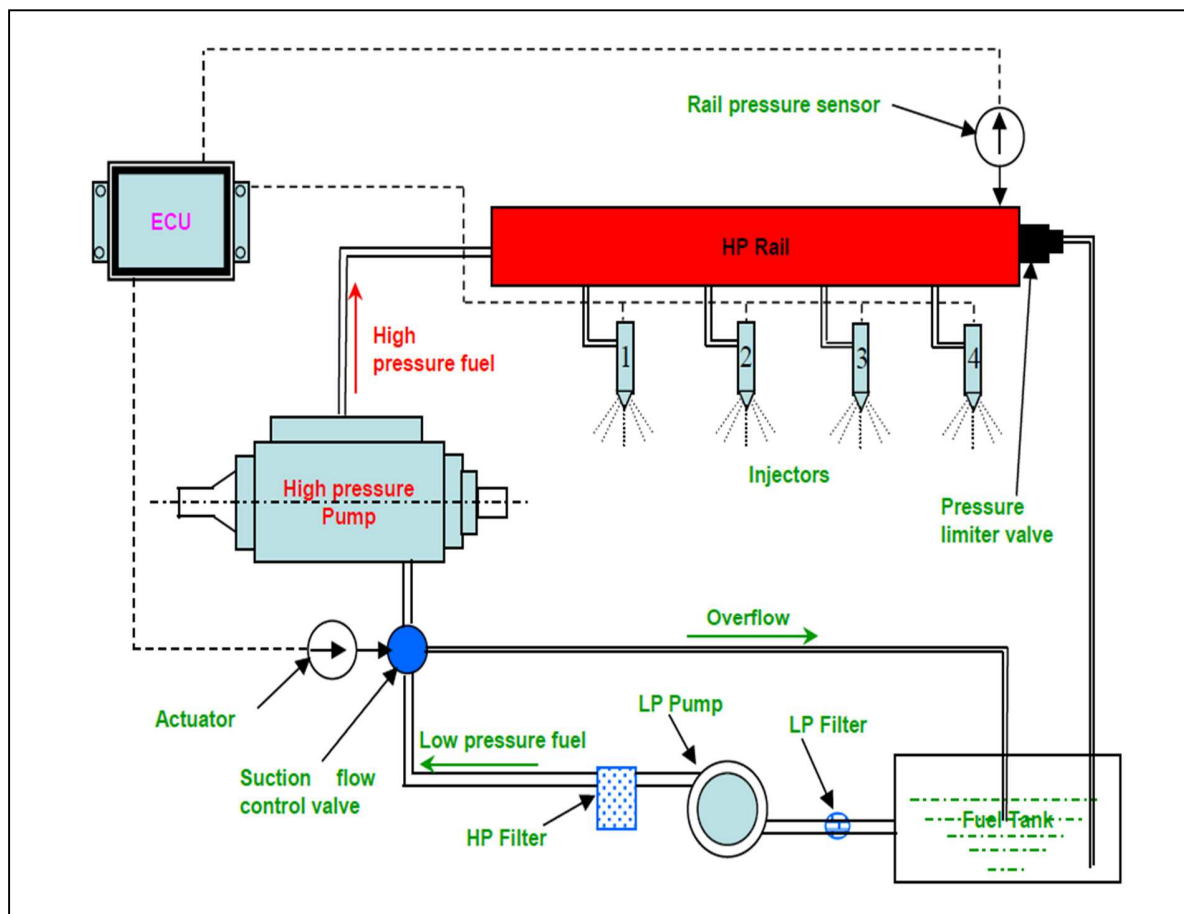 Rail pressure sensor
ECU
HP Rail
High
pressure fuel
1
2
3
4
Injectors
High pressure
Pump
Pressure
limiter valve
Overflow
Actuator
LP Pump
LP Filter
Low pressure fuel
Suction flow
control valve
HP Filter
Fuel Tank